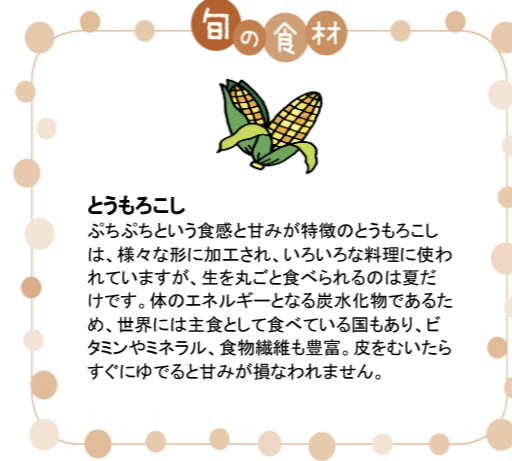 旬の食材
とうもろこし
ぷちぷちという食感と甘みが特徴のとうもろこし
は、様々な形に加工され、いろいろな料理に使わ
れていますが、生を丸ごと食べられるのは夏だ
けです。体のエネルギーとなる炭水化物であるた
め、世界には主食として食べている国もあり、ビ
タミンやミネラル、食物繊維も豊富。皮をむいたら
すぐにゆでると甘みが損なわれません。